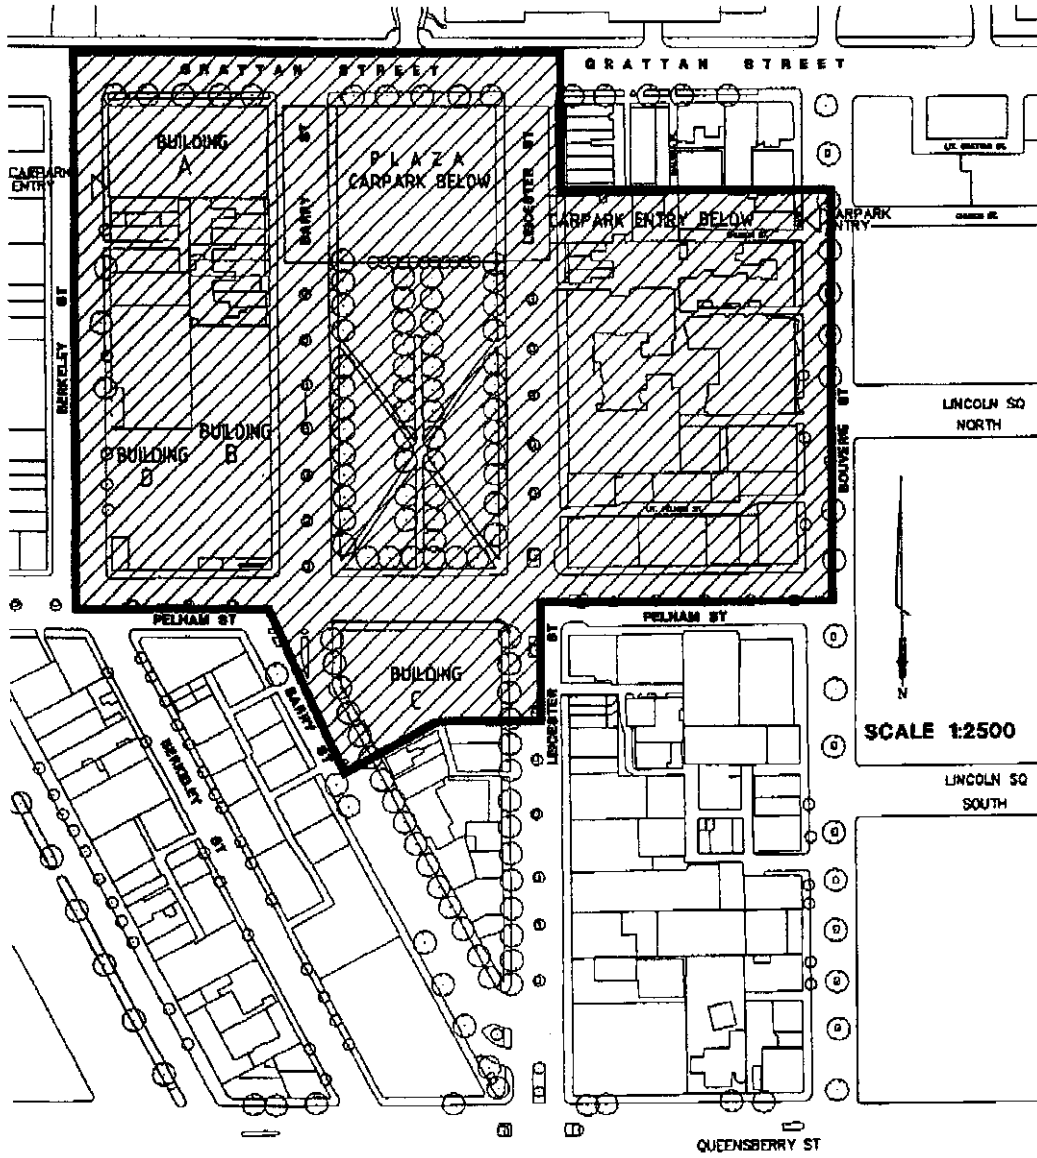 GRATTAN STREET
GRATTAN STREET
BUILDING
A
BARRY ST
PLAZA
CARPARK BELOW
LEICESTER ST
CARPARK
ENTRY
CARPARK ENTRY BELOW
CARPARK
ENTRY
BERKELEY ST
BUILDING
B
BUILDING
D
BOUVERIE ST
LINCOLN SQ
NORTH
PELHAM ST
PELHAM ST
BUILDING
C
BARRY ST
LEICESTER ST
BERKELEY ST
N
SCALE 1:2500
LINCOLN SQ
SOUTH
QUEENSBERRY ST